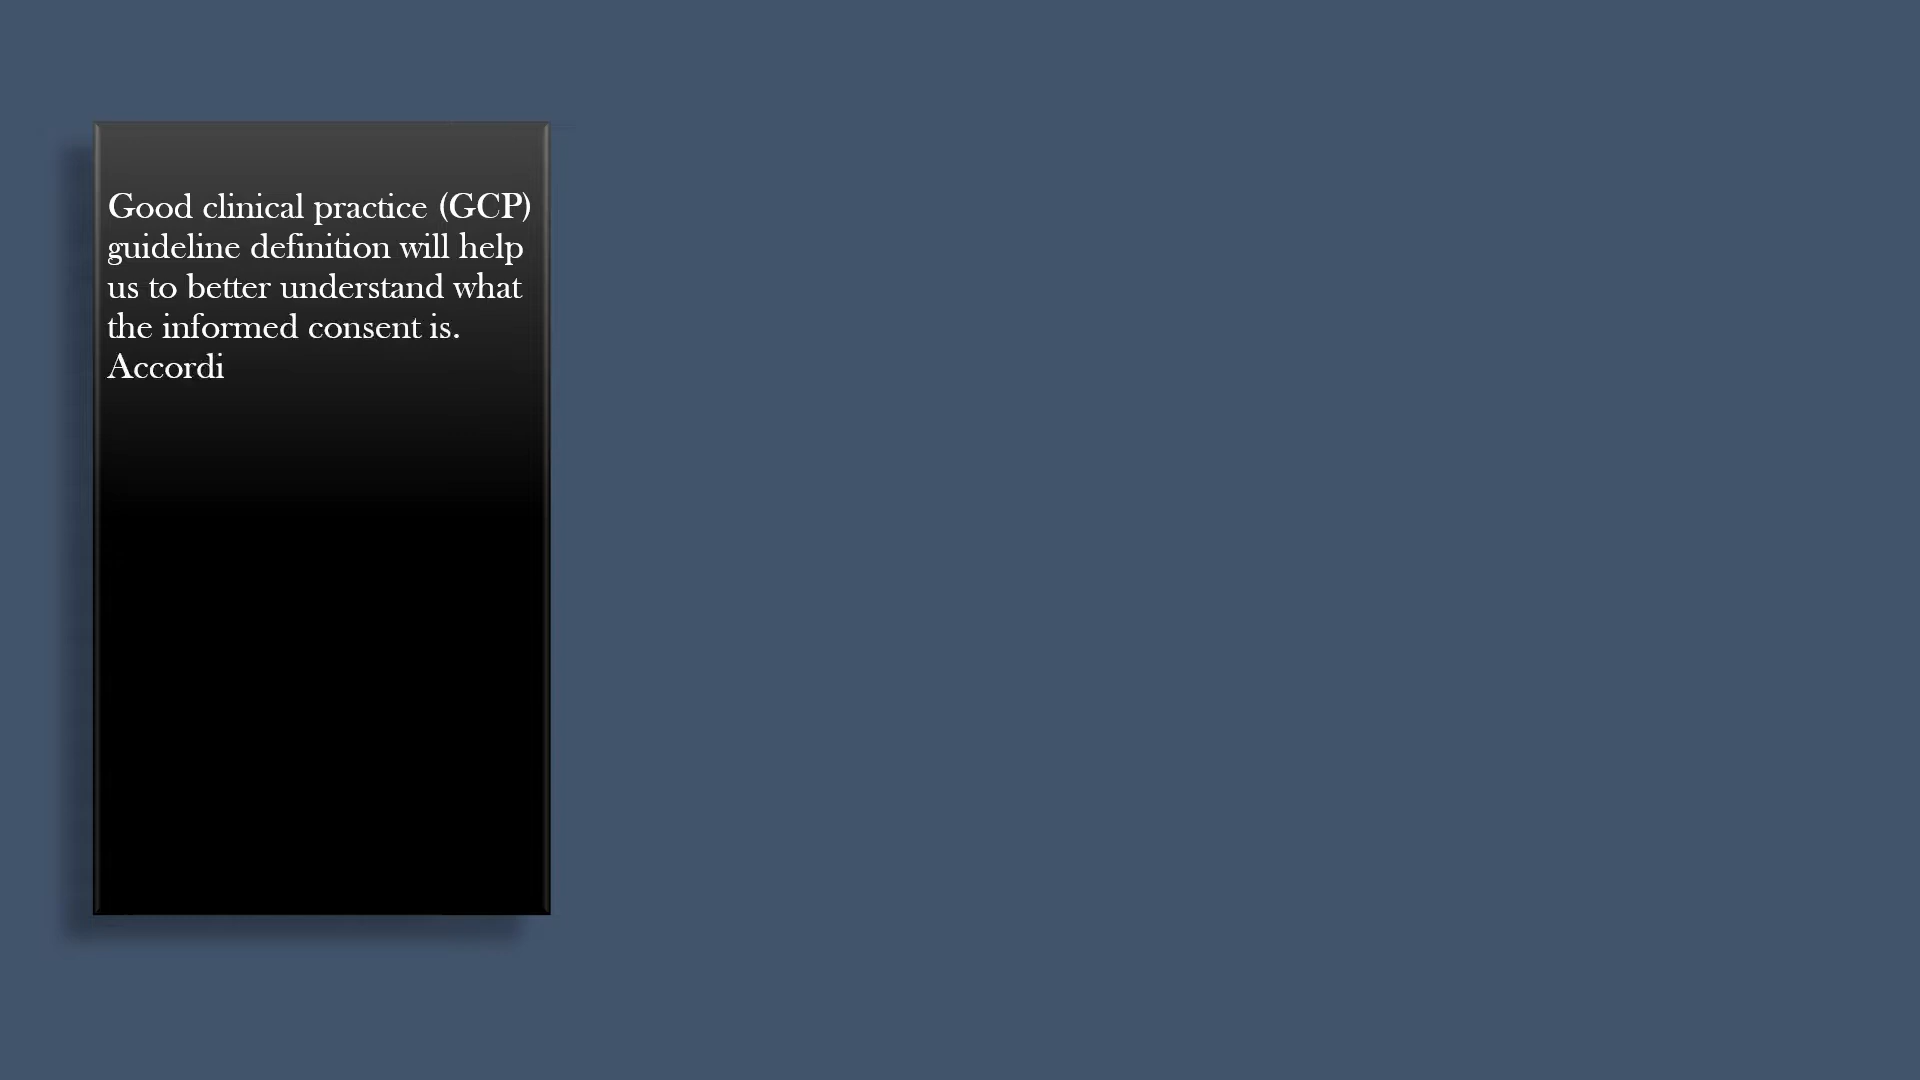 Good clinical practice (GCP)
guideline definition will help
us to better understand what
the informed consent is.
Accordi